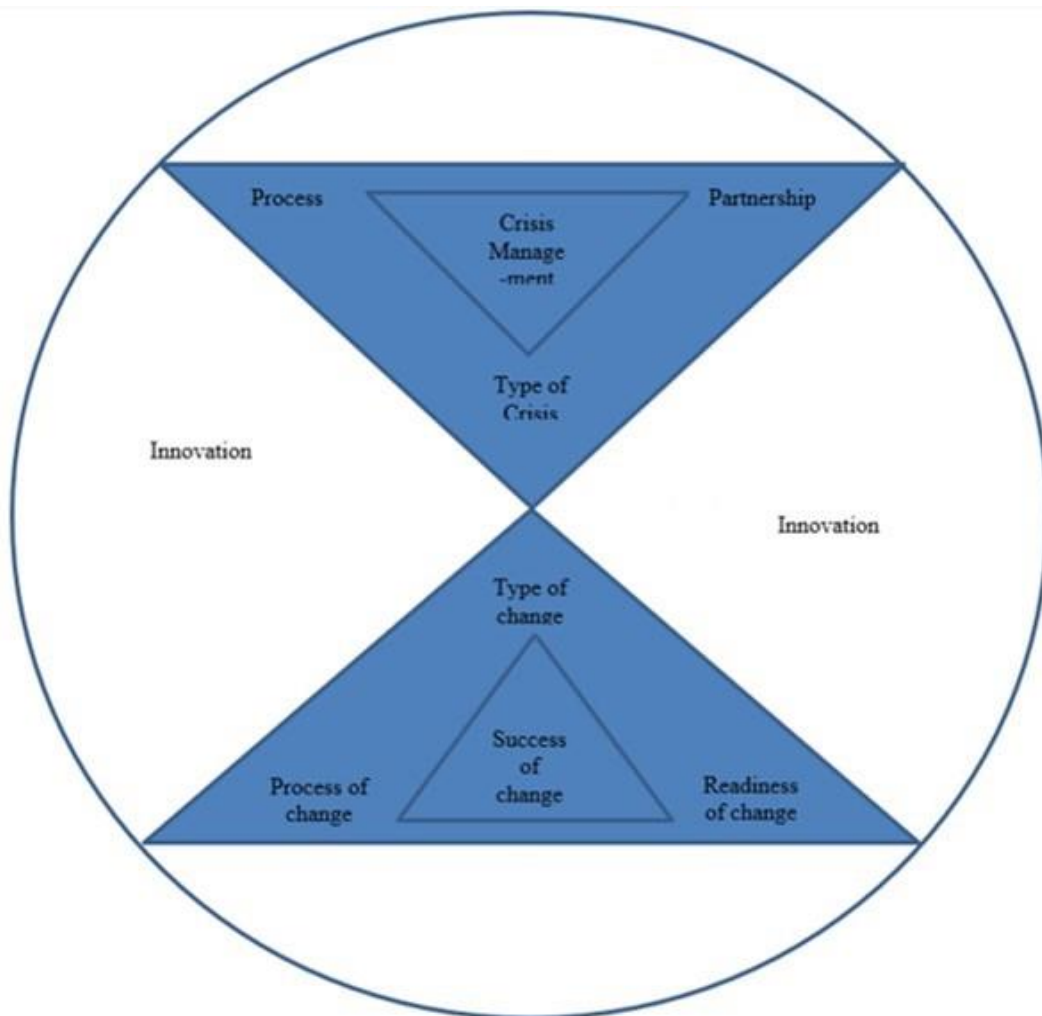 Process
Partnership
Crisis
Manage
-ment
Type of
Crisis
Innovation
Innovation
Type of
change
Success
of
change
Process of
change
Readiness
of change